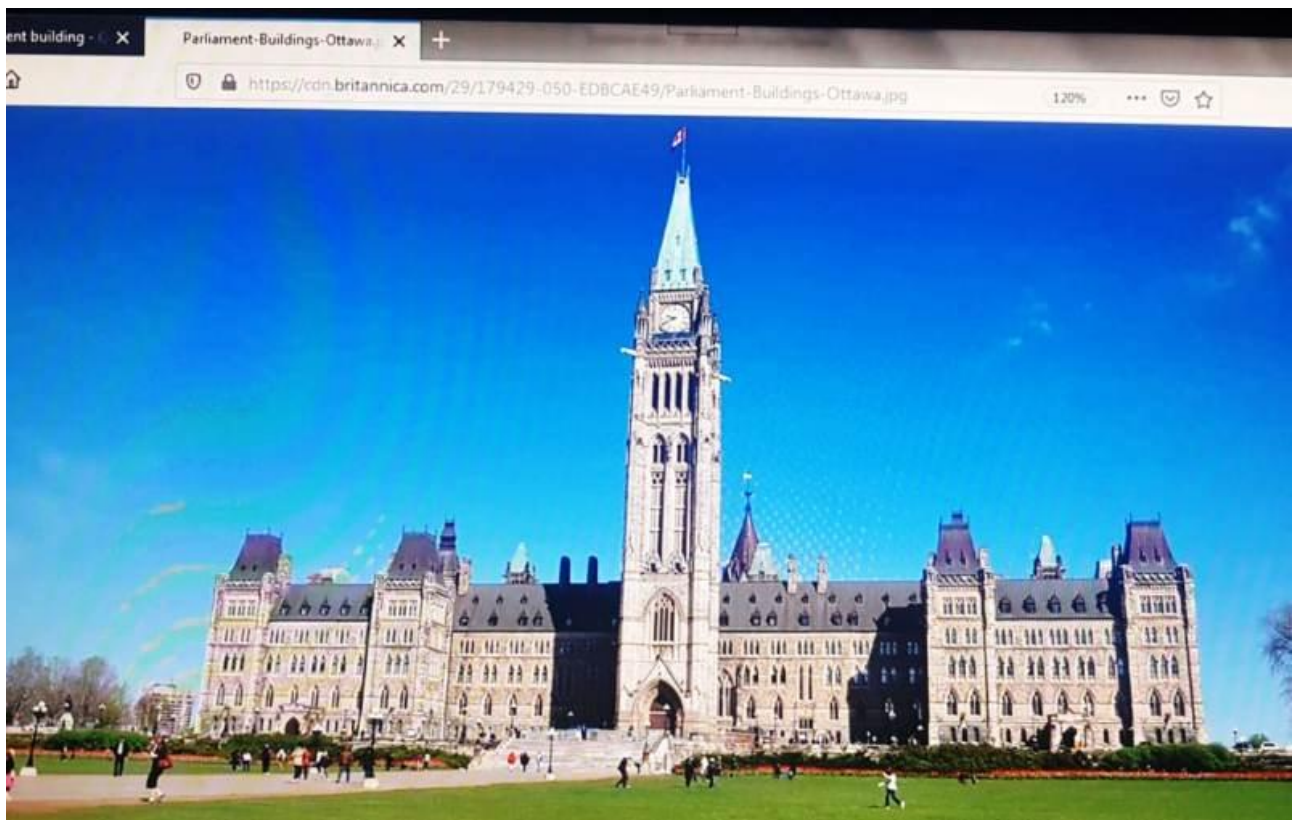 ent building -
Parliament-Buildings-Ottawa.j
https://cdn.britannica.com/29/179429-050-EDBCAE49/Parliament-Buildings-Ottawa.jpg
120%